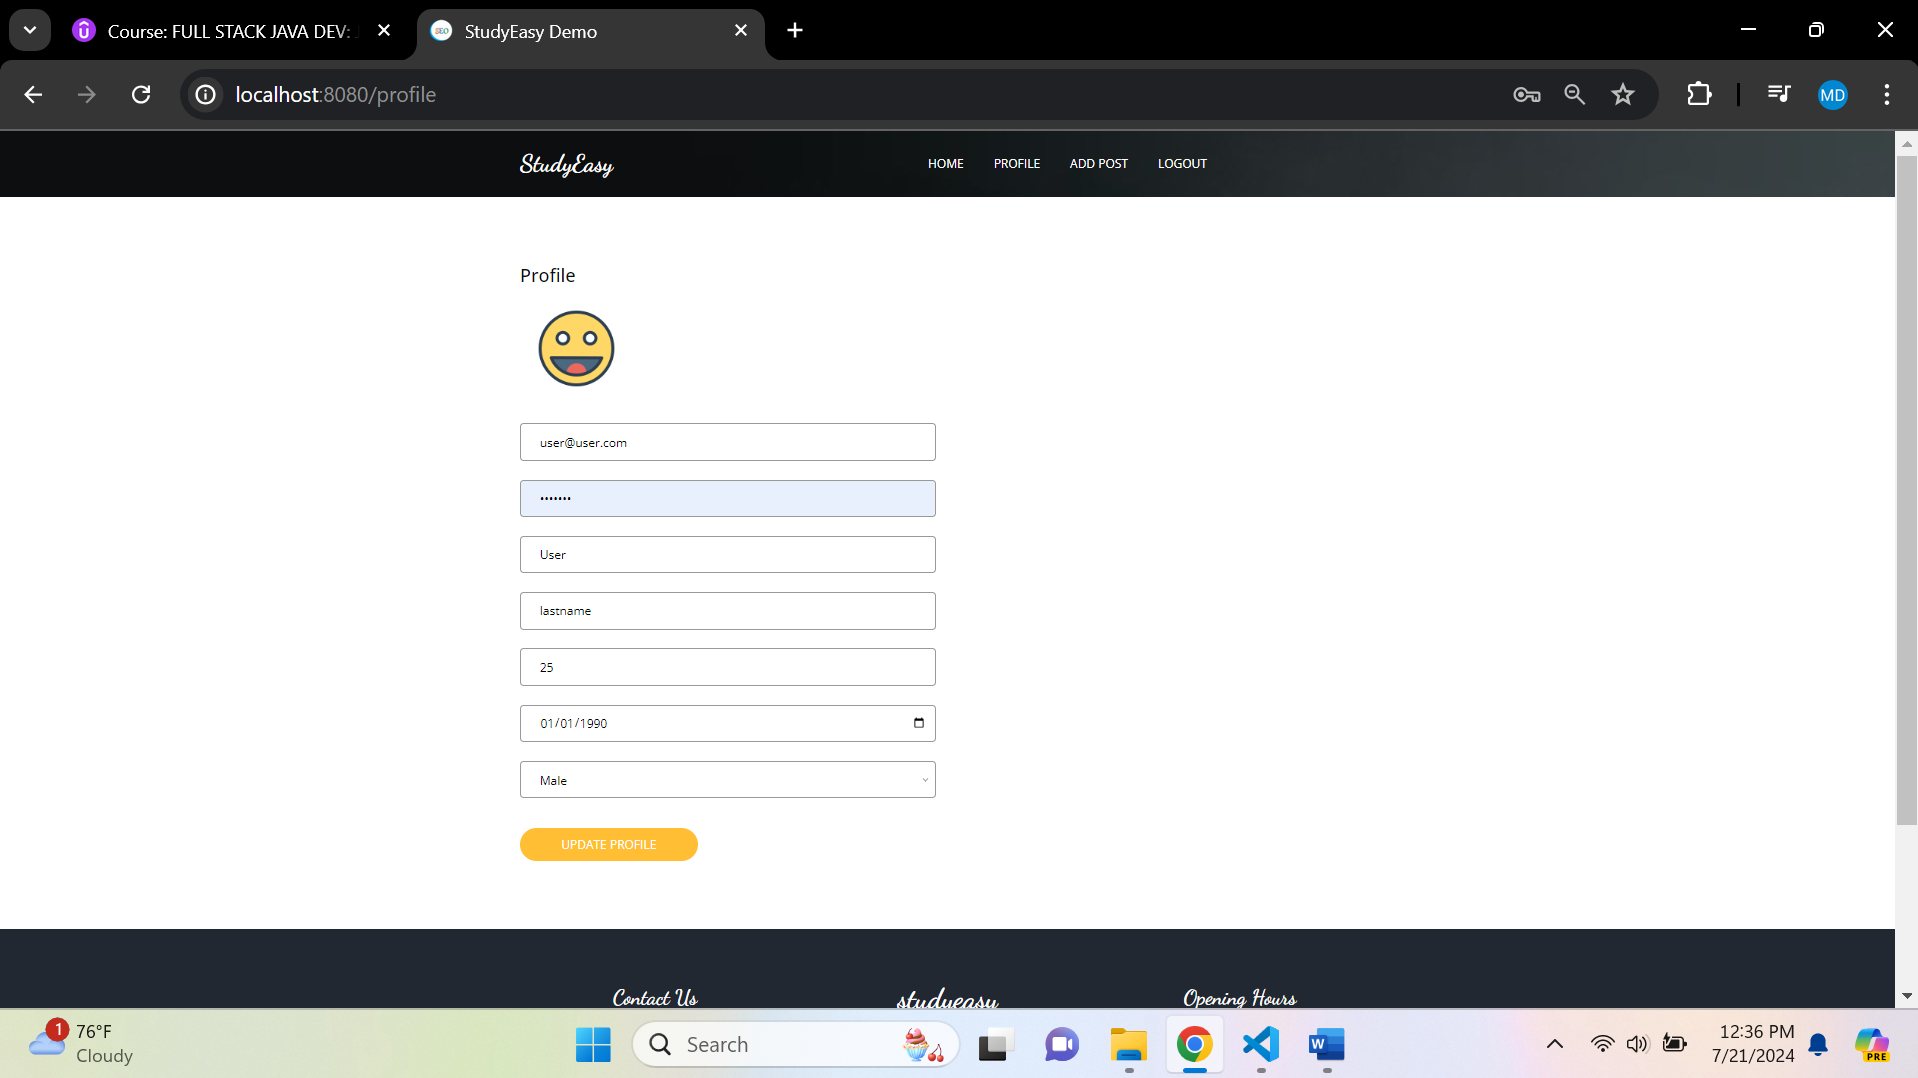 Course: FULL STACK JAVA DEV:
StudyEasy Demo
localhost:8080/profile
MD
StudyEasy
HOME
PROFILE
ADD POST
LOGOUT
Profile
user@user.com
•••••••
User
lastname
25
01/01/1990
Male
UPDATE PROFILE
Contact Us
studyeasy
Opening Hours
1
76°F
Cloudy
Search
12:36 PM
7/21/2024
PRE